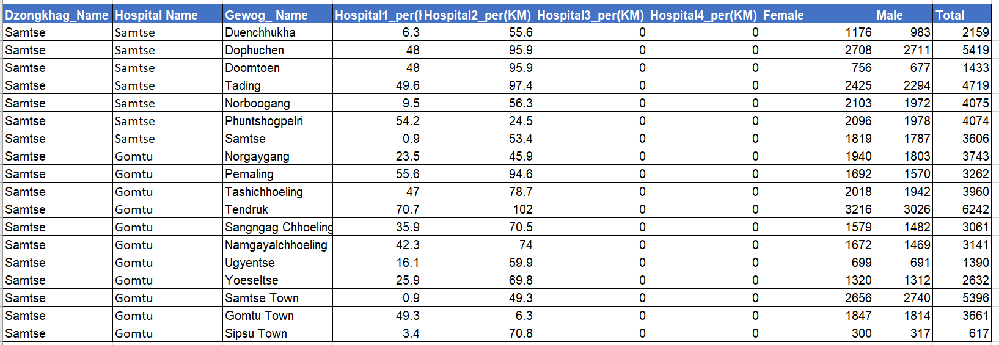 Dzongkhag_Name Hospital Name Gewog_ Name Hospital1_per( Hospital2_per(KM) Hospital3_per(KM) Hospital4_per(KM) Female Male Total
Samtse Samtse Duenchhukha 6.3 55.6 0 0 1176 983 2159
Samtse Samtse Dophuchen 48 95.9 0 0 2708 2711 5419
Samtse Samtse Doomtoen 48 95.9 0 0 756 677 1433
Samtse Samtse Tading 49.6 97.4 0 0 2425 2294 4719
Samtse Samtse Norboogang 9.5 56.3 0 0 2103 1972 4075
Samtse Samtse Phuntshogpelri 54.2 24.5 0 0 2096 1978 4074
Samtse Samtse Samtse 0.9 53.4 0 0 1819 1787 3606
Samtse Gomtu Norgaygang 23.5 45.9 0 0 1940 1803 3743
Samtse Gomtu Pemaling 55.6 94.6 0 0 1692 1570 3262
Samtse Gomtu Tashichhoeling 47 78.7 0 0 2018 1942 3960
Samtse Gomtu Tendruk 70.7 102 0 0 3216 3026 6242
Samtse Gomtu Sangngag Chhoeling 35.9 70.5 0 0 1579 1482 3061
Samtse Gomtu Namgayalchhoeling 42.3 74 0 0 1672 1469 3141
Samtse Gomtu Ugyentse 16.1 59.9 0 0 699 691 1390
Samtse Gomtu Yoeseltse 25.9 69.8 0 0 1320 1312 2632
Samtse Gomtu Samtse Town 0.9 49.3 0 0 2656 2740 5396
Samtse Gomtu Gomtu Town 49.3 6.3 0 0 1847 1814 3661
Samtse Gomtu Sipsu Town 3.4 70.8 0 0 300 317 617